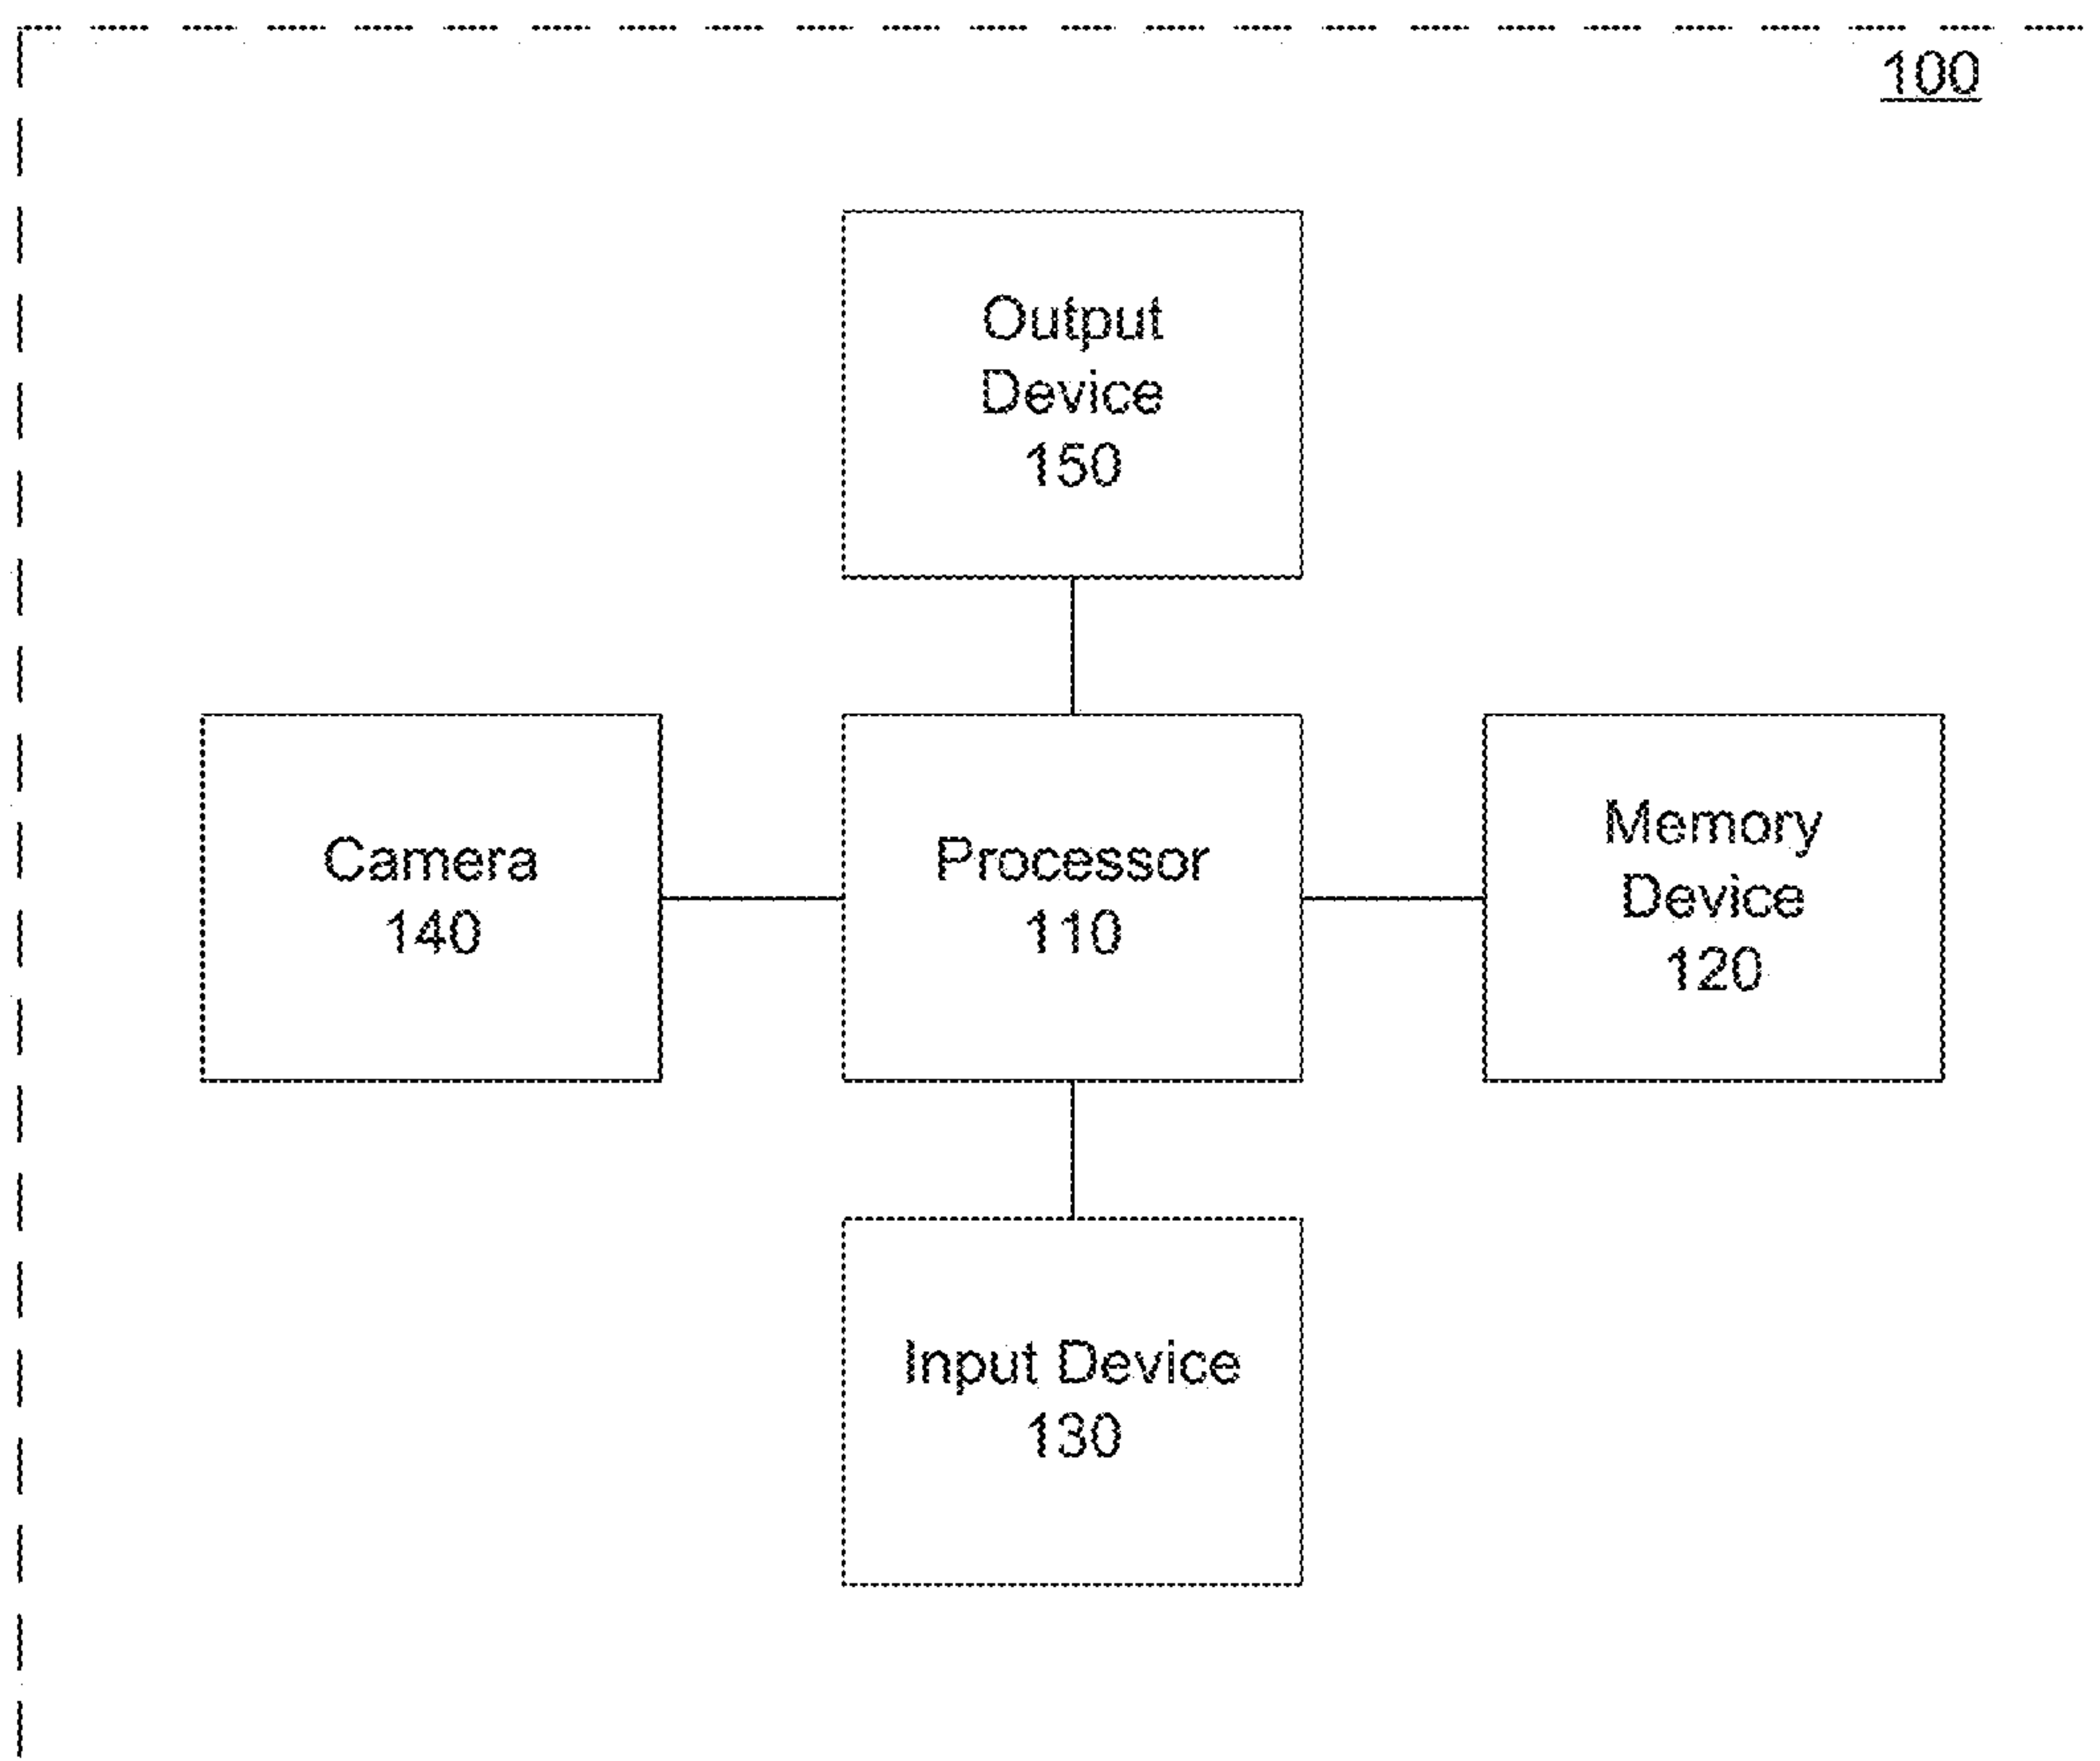 100
Output
Device
150
Camera
140
Processor
110
Memory
Device
120
Input Device
130